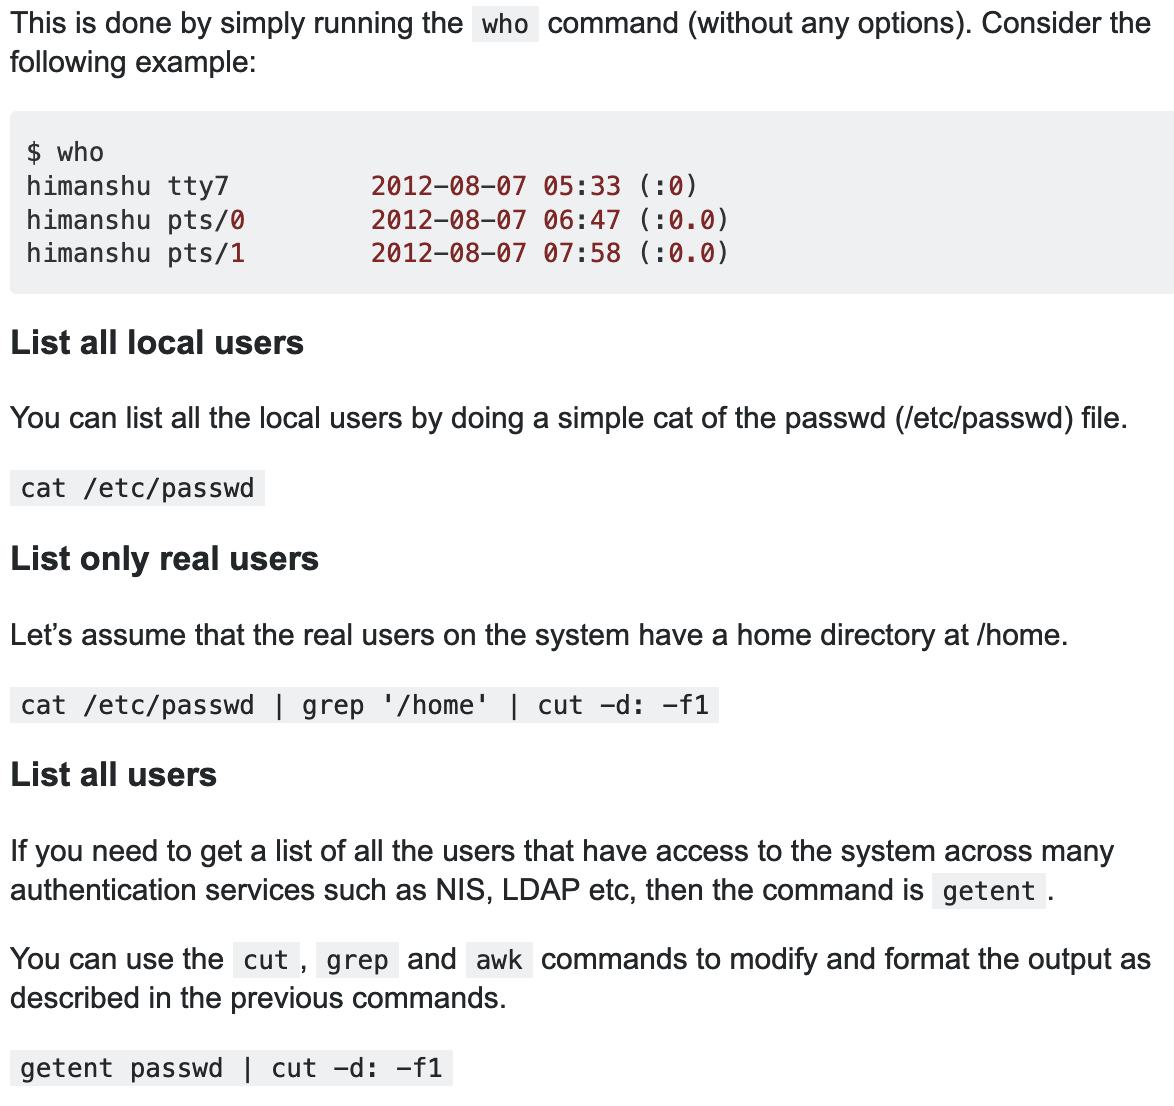 This is done by simply running the who command (without any options). Consider the
following example:
$ who
himanshu tty7         2012-08-07 05:33 (:0)
himanshu pts/0        2012-08-07 06:47 (:0.0)
himanshu pts/1        2012-08-07 07:58 (:0.0)
List all local users
You can list all the local users by doing a simple cat of the passwd (/etc/passwd) file.
cat /etc/passwd
List only real users
Let’s assume that the real users on the system have a home directory at /home.
cat /etc/passwd | grep '/home' | cut -d: -f1
List all users
If you need to get a list of all the users that have access to the system across many
authentication services such as NIS, LDAP etc, then the command is getent.
You can use the cut, grep and awk commands to modify and format the output as
described in the previous commands.
getent passwd | cut -d: -f1